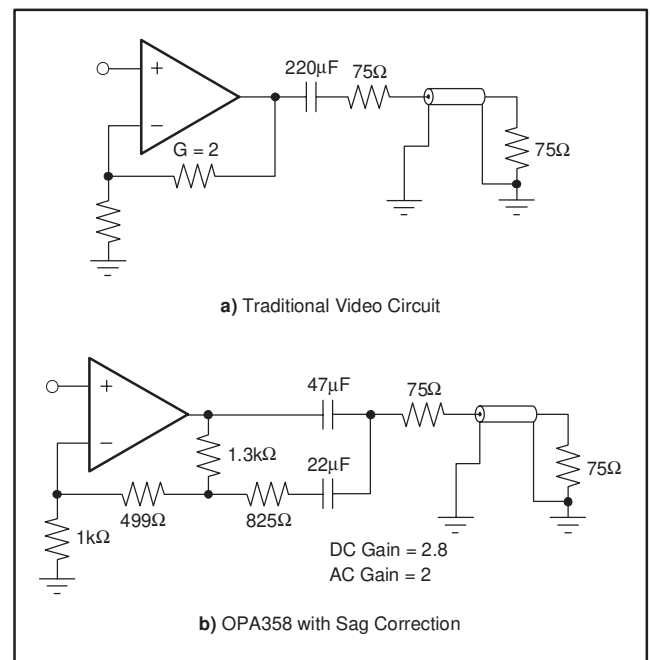 +
−
220µF
75Ω
G = 2
75Ω
a) Traditional Video Circuit
+
−
47µF
75Ω
1.3kΩ
22µF
75Ω
499Ω
825Ω
1kΩ
DC Gain = 2.8
AC Gain = 2
b) OPA358 with Sag Correction